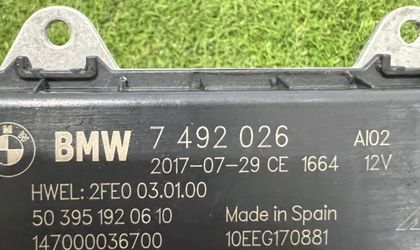 BMW 7 492 026 AI02
2017-07-29 CE 1664 12V
HWEL: 2FE0 03.01.00
50 395 192 06 10 Made in Spain
147000036700 10EEG170881